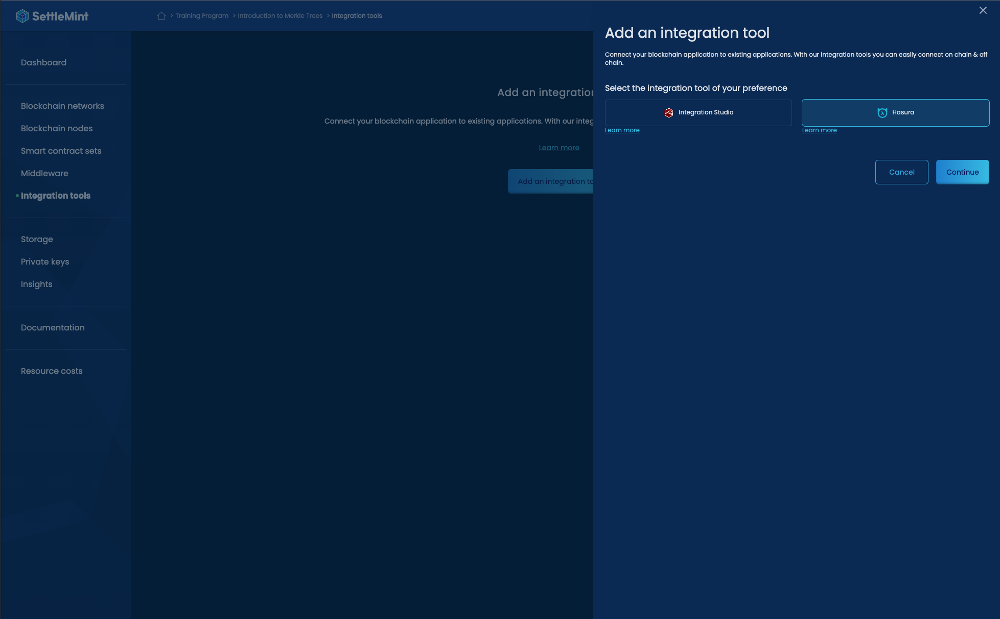 SettleMint
> Training Program > Introduction to Merkle Trees > Integration tools
Dashboard
Blockchain networks
Blockchain nodes
Smart contract sets
Middleware
Integration tools
Storage
Private keys
Insights
Documentation
Resource costs
Add an integration
Connect your blockchain application to existing applications. With our integ
Learn more
Add an integration to
Add an integration tool
Connect your blockchain application to existing applications. With our integration tools you can easily connect on chain & off
chain.
Select the integration tool of your preference
Integration Studio
Hasura
Learn more
Learn more
Cancel
Continue